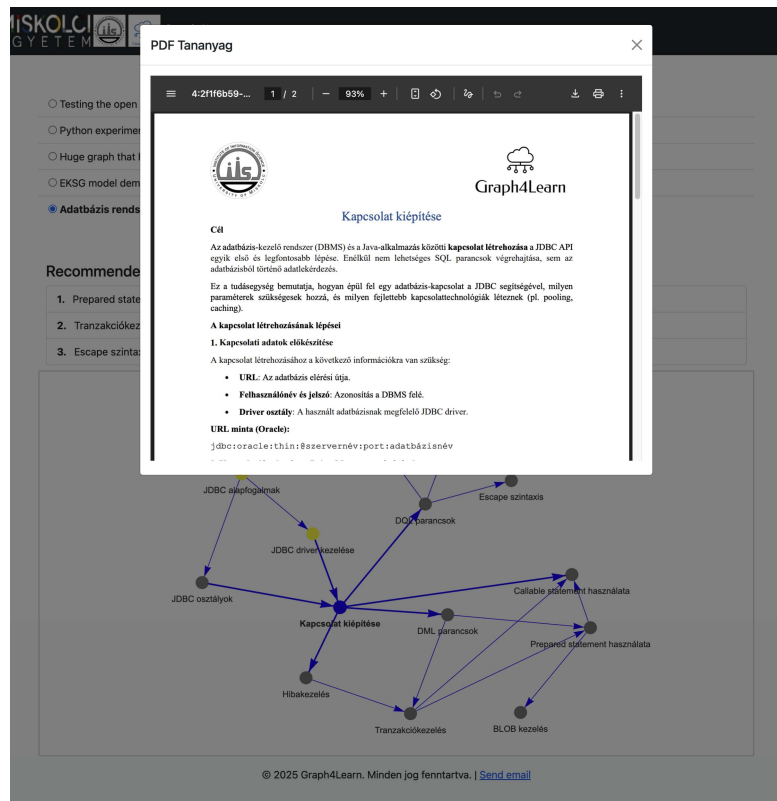 MISKOLCI
EGYETEM
PDF Tananyag
4:2f1f6b59-... 1 / 2 93%
Testing the open
Python experime
Huge graph that
EKSG model dem
Adatbázis rends
Recommende
1. Prepared state
2. Tranzakciókez
3. Escape szinta
iis
UNIVERSITY OF MISKOLC
Graph4Learn
Kapcsolat kiépítése
Cél
Az adatbázis-kezelő rendszer (DBMS) és a Java-alkalmazás közötti kapcsolat létrehozása a JDBC API
egyik első és legfontosabb lépése. Enélkül nem lehetséges SQL parancsok végrehajtása, sem az
adatbázisból történő adatlekérdezés.
Ez a tudásegység bemutatja, hogyan épül fel egy adatbázis-kapcsolat a JDBC segítségével, milyen
paraméterek szükségesek hozzá, és milyen fejlettebb kapcsolattechnológiák léteznek (pl. pooling,
caching).
A kapcsolat létrehozásának lépései
1. Kapcsolati adatok előkészítése
A kapcsolat létrehozásához a következő információkra van szükség:
• URL: Az adatbázis elérési útja.
• Felhasználónév és jelszó: Azonosítás a DBMS felé.
• Driver osztály: A használt adatbázisnak megfelelő JDBC driver.
URL minta (Oracle):
jdbc:oracle:thin:@szervernév:port:adatbázisnév
JDBC alapfogalmak
Escape szintaxis
DQL parancsok
JDBC driver kezelése
Callable statement használata
JDBC osztályok
Kapcsolat kiépítése
DML parancsok
Prepared statement használata
Hibakezelés
Tranzakciókezelés
BLOB kezelés
© 2025 Graph4Learn. Minden jog fenntartva. | Send email